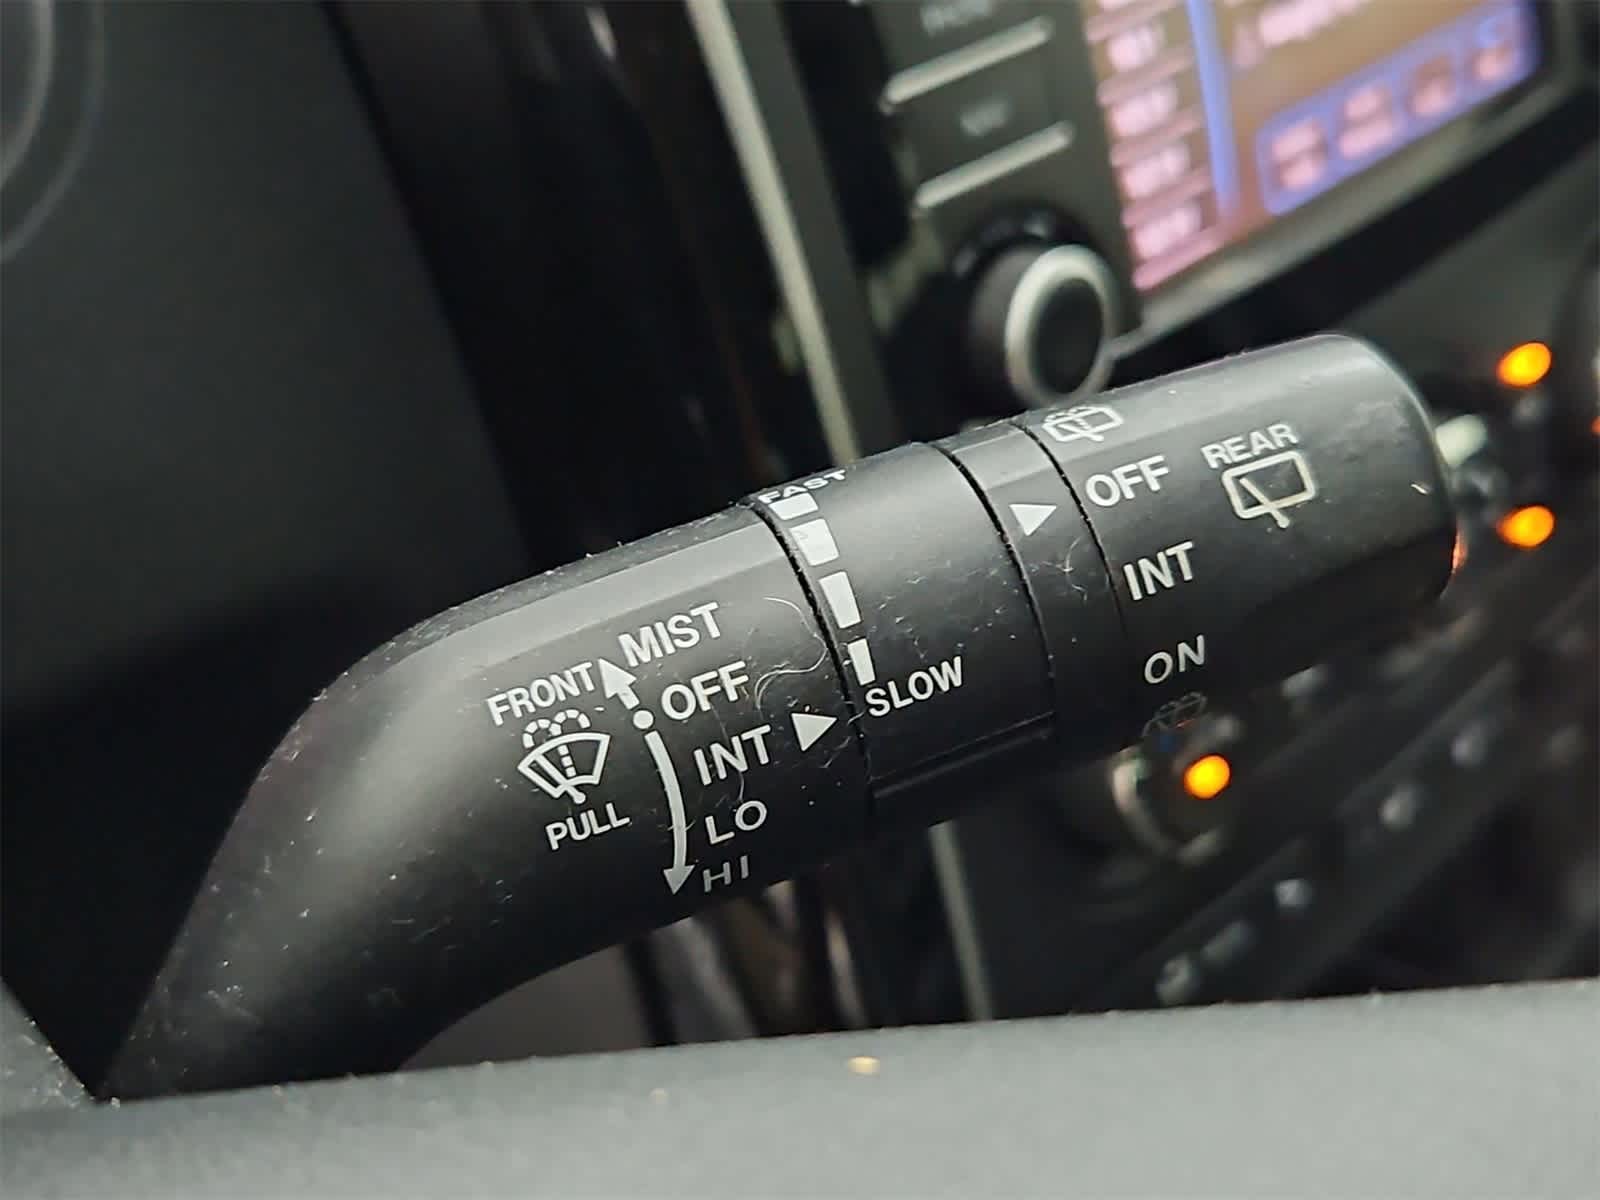 FRONT
MIST
OFF
INT
LO
HI
PULL
FAST
SLOW
OFF
INT
ON
REAR